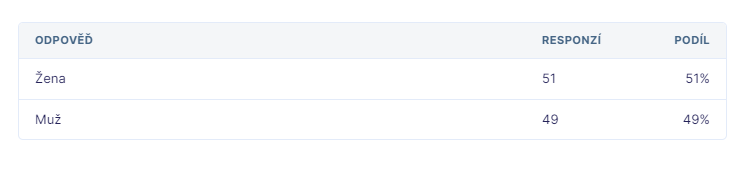 ODPOVĚĎ RESPONZÍ PODÍL
Žena 51 51%
Muž 49 49%